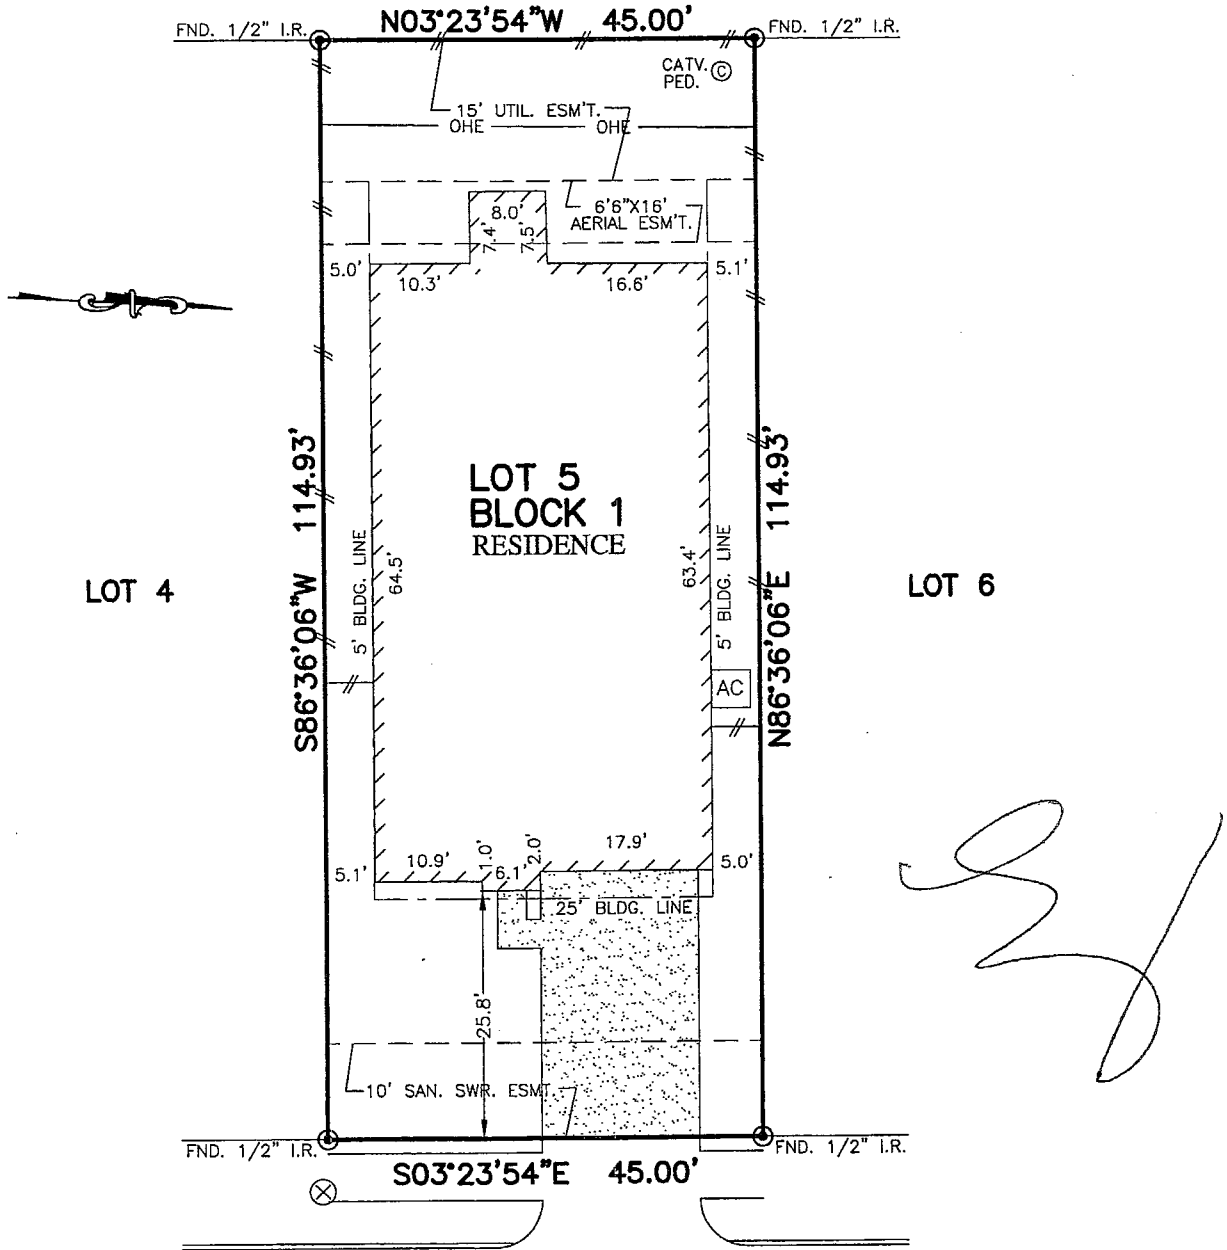 N03°23'54"W 45.00'
FND. 1/2" I.R.
FND. 1/2" I.R.
CATV. ©
PED.
15' UTIL. ESM'T.
OHE OHE
8.0'
7.4'
7.5'
6'6"X16'
AERIAL ESM'T.
5.0'
10.3'
16.6'
5.1'
S86°36'06"W 114.93'
N86°36'06"E 114.93'
LOT 5
BLOCK 1
RESIDENCE
64.5'
5' BLDG. LINE
63.4'
5' BLDG. LINE
LOT 4
LOT 6
AC
5.1'
10.9'
1.0'
6.1'
2.0'
17.9'
5.0'
25' BLDG. LINE
25.8'
10' SAN. SWR. ESMT
FND. 1/2" I.R.
FND. 1/2" I.R.
S03°23'54"E 45.00'